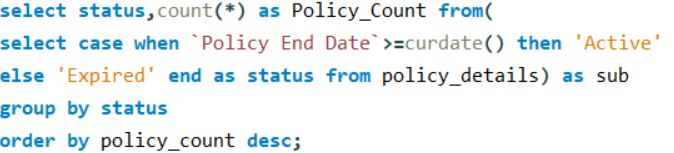 select status,count(*) as Policy_Count from(
select case when `Policy End Date`>=curdate() then 'Active'
else 'Expired' end as status from policy_details) as sub
group by status
order by policy_count desc;